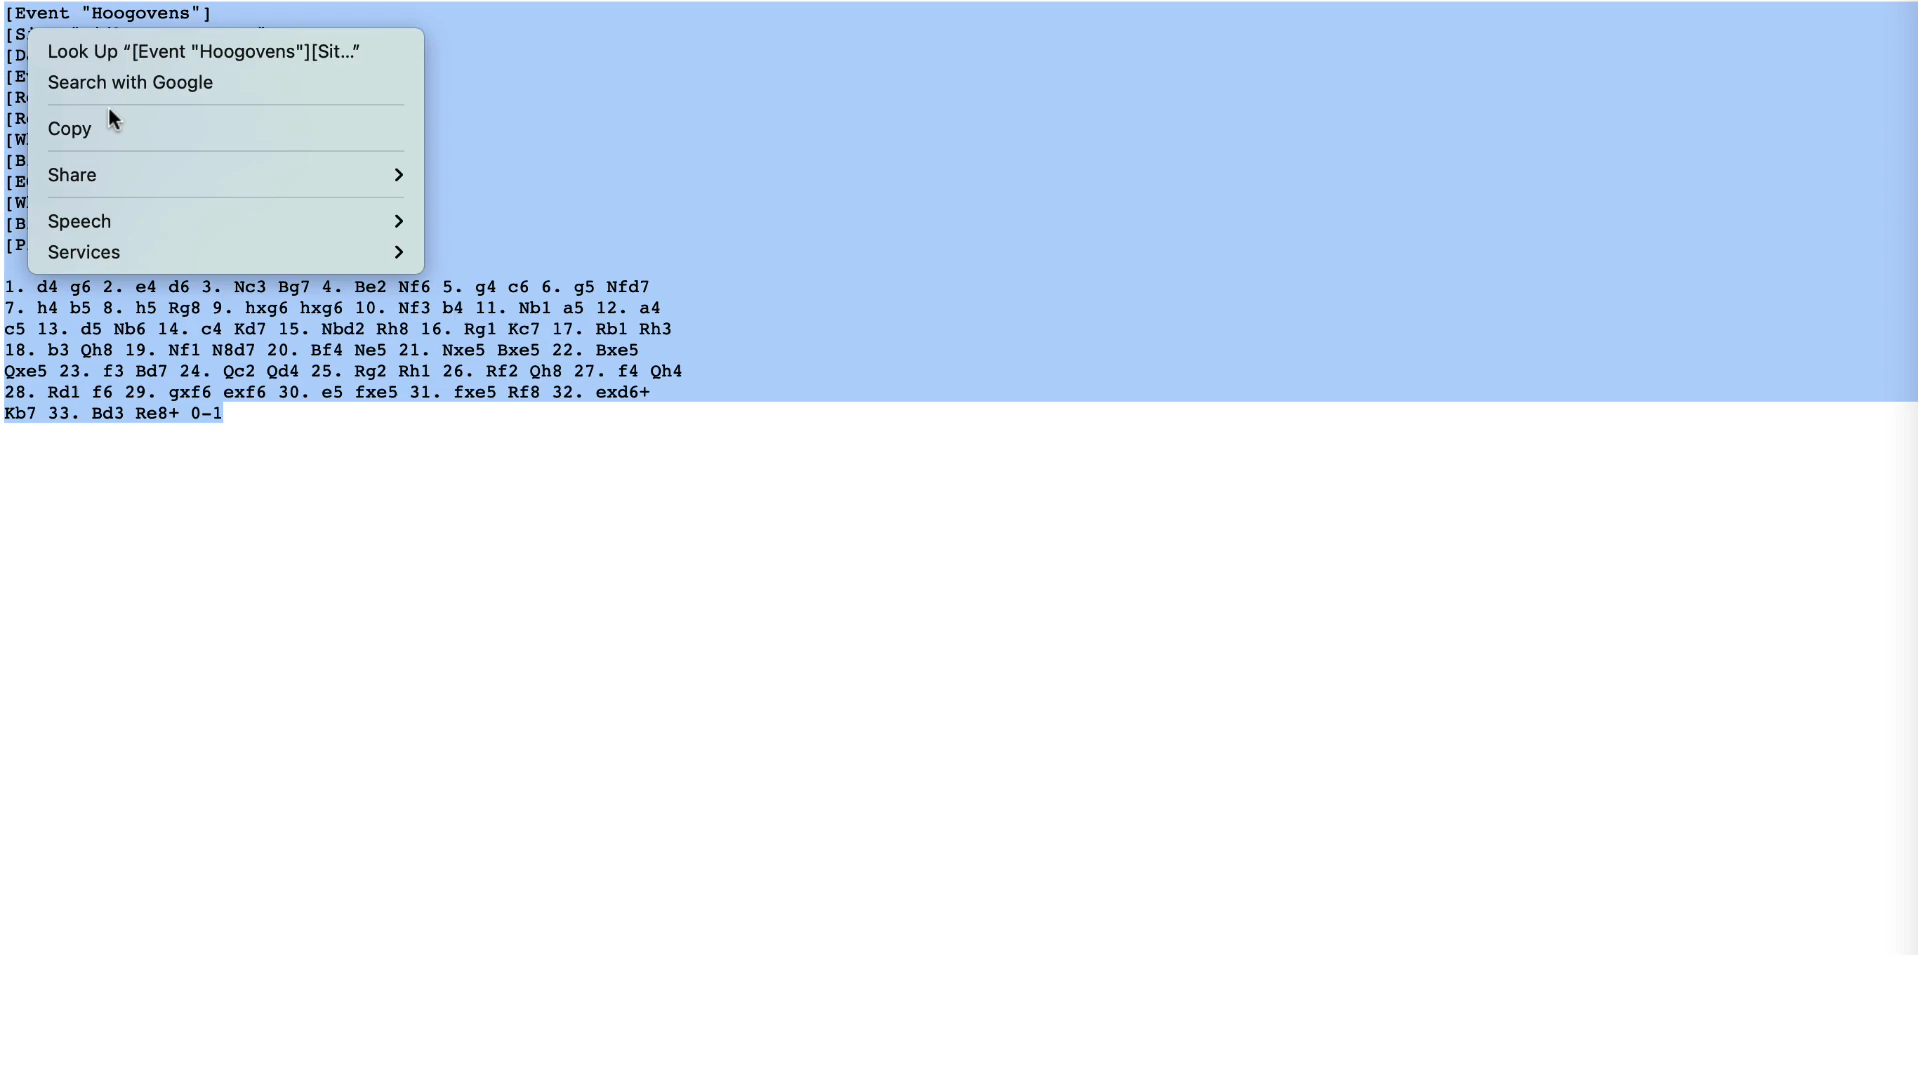 [Event "Hoogovens"]
Look Up “[Event "Hoogovens"][Sit...”
Search with Google
Copy
Share
Speech
Services
1. d4 g6 2. e4 d6 3. Nc3 Bg7 4. Be2 Nf6 5. g4 c6 6. g5 Nfd7
7. h4 b5 8. h5 Rg8 9. hxg6 hxg6 10. Nf3 b4 11. Nb1 a5 12. a4
c5 13. d5 Nb6 14. c4 Kd7 15. Nbd2 Rh8 16. Rg1 Kc7 17. Rb1 Rh3
18. b3 Qh8 19. Nf1 N8d7 20. Bf4 Ne5 21. Nxe5 Bxe5 22. Bxe5
Qxe5 23. f3 Bd7 24. Qc2 Qd4 25. Rg2 Rh1 26. Rf2 Qh8 27. f4 Qh4
28. Rd1 f6 29. gxf6 exf6 30. e5 fxe5 31. fxe5 Rf8 32. exd6+
Kb7 33. Bd3 Re8+ 0-1